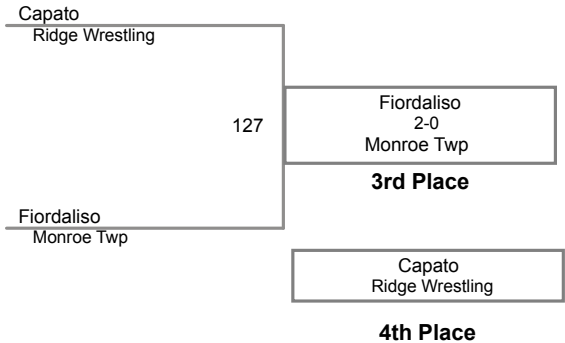 Capato
Ridge Wrestling
127
Fiordaliso
2-0
Monroe Twp
3rd Place
Fiordaliso
Monroe Twp
Capato
Ridge Wrestling
4th Place